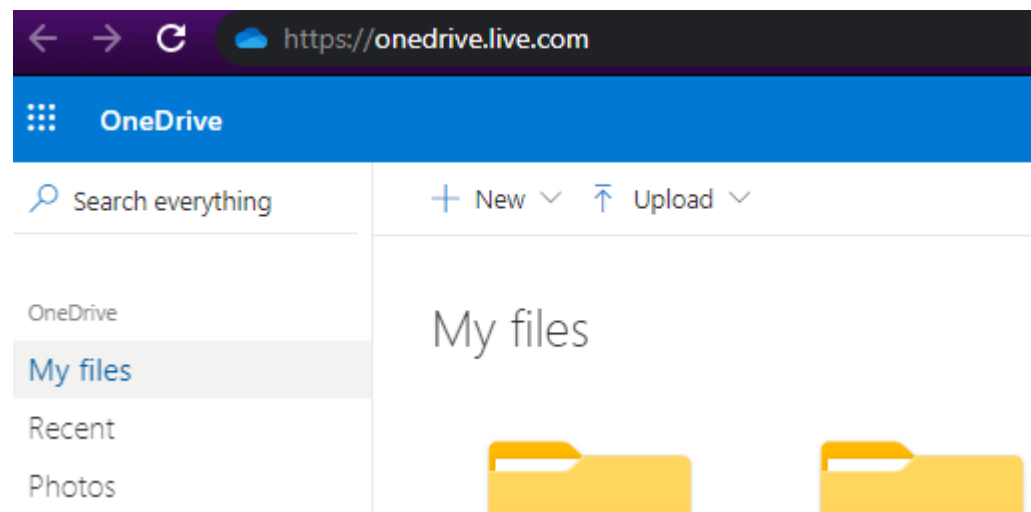 https://onedrive.live.com
OneDrive
Search everything
New Upload
OneDrive
My files
My files
Recent
Photos